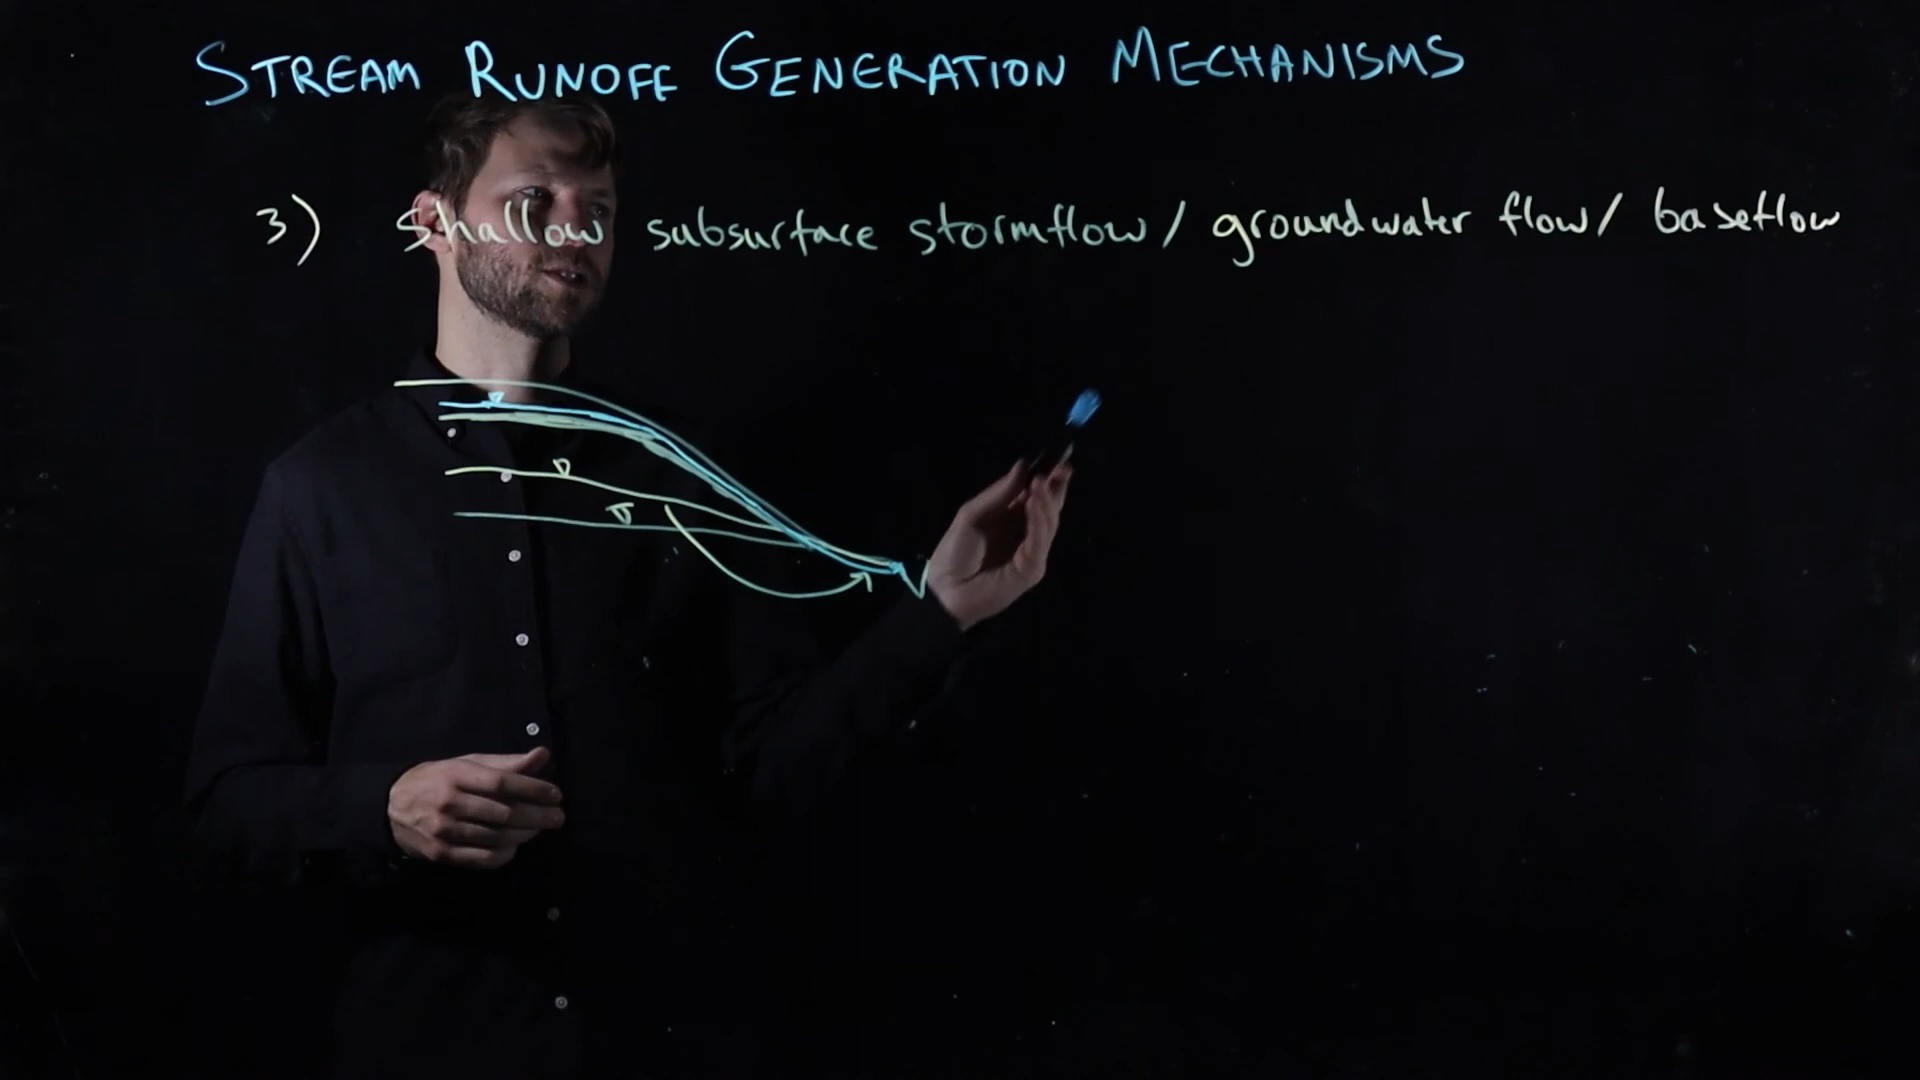 STREAM RUNOFF GENERATION MECHANISMS
3) shallow subsurface stormflow / groundwater flow / baseflow